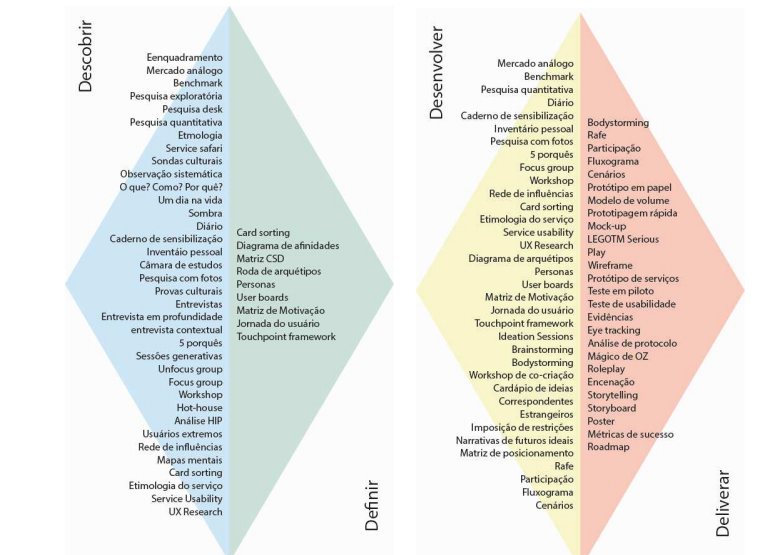 Descobrir
Eenquadramento
Mercado análogo
Benchmark
Pesquisa exploratória
Pesquisa desk
Pesquisa quantitativa
Etmologia
Service safari
Sondas culturais
Observação sistemática
O que? Como? Por quê?
Um dia na vida
Sombra
Diário
Caderno de sensibilização
Inventáio pessoal
Câmara de estudos
Pesquisa com fotos
Provas culturais
Entrevistas
Entrevista em profundidade
entrevista contextual
5 porquês
Sessões generativas
Unfocus group
Focus group
Workshop
Hot-house
Análise HIP
Usuários extremos
Rede de influências
Mapas mentais
Card sorting
Etimologia do serviço
Service Usability
UX Research
Card sorting
Diagrama de afinidades
Matriz CSD
Roda de arquétipos
Personas
User boards
Matriz de Motivação
Jornada do usuário
Touchpoint framework
Definir
Desenvolver
Mercado análogo
Benchmark
Pesquisa quantitativa
Diário
Caderno de sensibilização
Inventário pessoal
Pesquisa com fotos
5 porquês
Focus group
Workshop
Rede de influências
Card sorting
Etimologia do serviço
Service usability
UX Research
Diagrama de arquétipos
Personas
User boards
Matriz de Motivação
Jornada do usuário
Touchpoint framework
Ideation Sessions
Brainstorming
Bodystorming
Workshop de co-criação
Cardápio de ideias
Correspondentes
Estrangeiros
Imposição de restrições
Narrativas de futuros ideais
Matriz de posicionamento
Rafe
Participação
Fluxograma
Cenários
Bodystorming
Rafe
Participação
Fluxograma
Cenários
Protótipo em papel
Modelo de volume
Prototipagem rápida
Mock-up
LEGOTM Serious
Play
Wireframe
Protótipo de serviços
Teste em piloto
Teste de usabilidade
Evidências
Eye tracking
Análise de protocolo
Mágico de OZ
Roleplay
Encenação
Storytelling
Storyboard
Poster
Métricas de sucesso
Roadmap
Deliverar